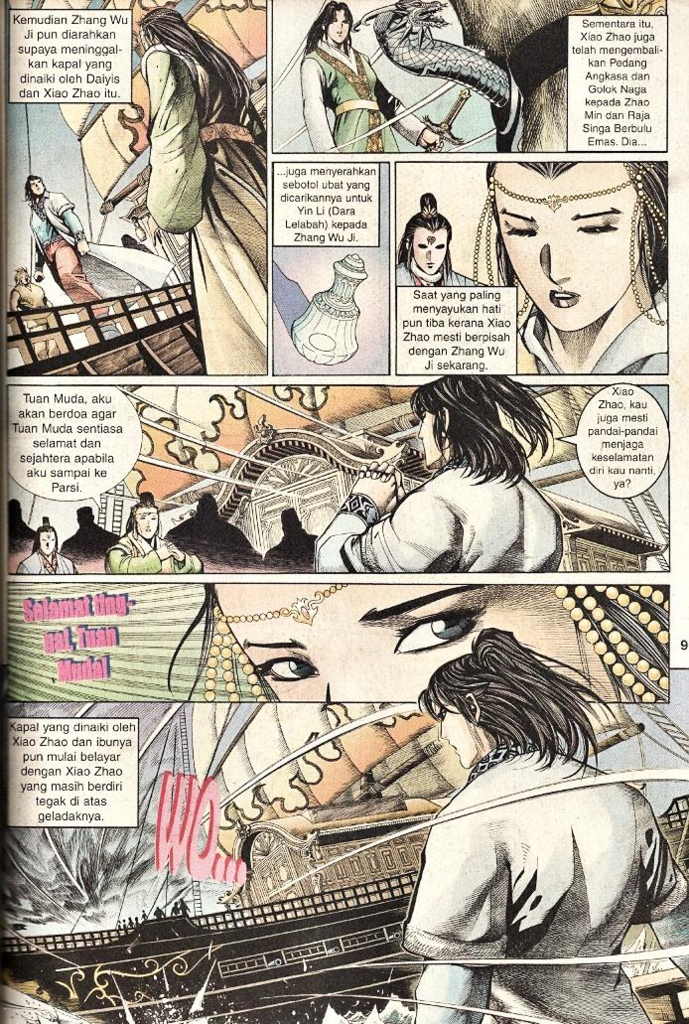 Kemudian Zhang Wu
Ji pun diarahkan
supaya meninggal-
kan kapal yang
dinaiki oleh Daiyis
dan Xiao Zhao itu.
Sementara itu,
Xiao Zhao juga
telah mengembali-
kan Pedang
Angkasa dan
Golok Naga
kepada Zhao
Min dan Raja
Singa Berbulu
Emas. Dia...
...juga menyerahkan
sebotol ubat yang
dicarikannya untuk
Yin Li (Dara
Lelabah) kepada
Zhang Wu Ji.
Saat yang paling
menyayukan hati
pun tiba kerana Xiao
Zhao mesti berpisah
dengan Zhang Wu
Ji sekarang.
Tuan Muda, aku
akan berdoa agar
Tuan Muda sentiasa
selamat dan
sejahtera apabila
aku sampai ke
Parsi.
Xiao
Zhao, kau
juga mesti
pandai-pandai
menjaga
keselamatan
diri kau nanti,
ya?
Selamat ting-
gal, Tuan
Muda!
9
Kapal yang dinaiki oleh
Xiao Zhao dan ibunya
pun mulai belayar
dengan Xiao Zhao
yang masih berdiri
tegak di atas
geladaknya.
WO...